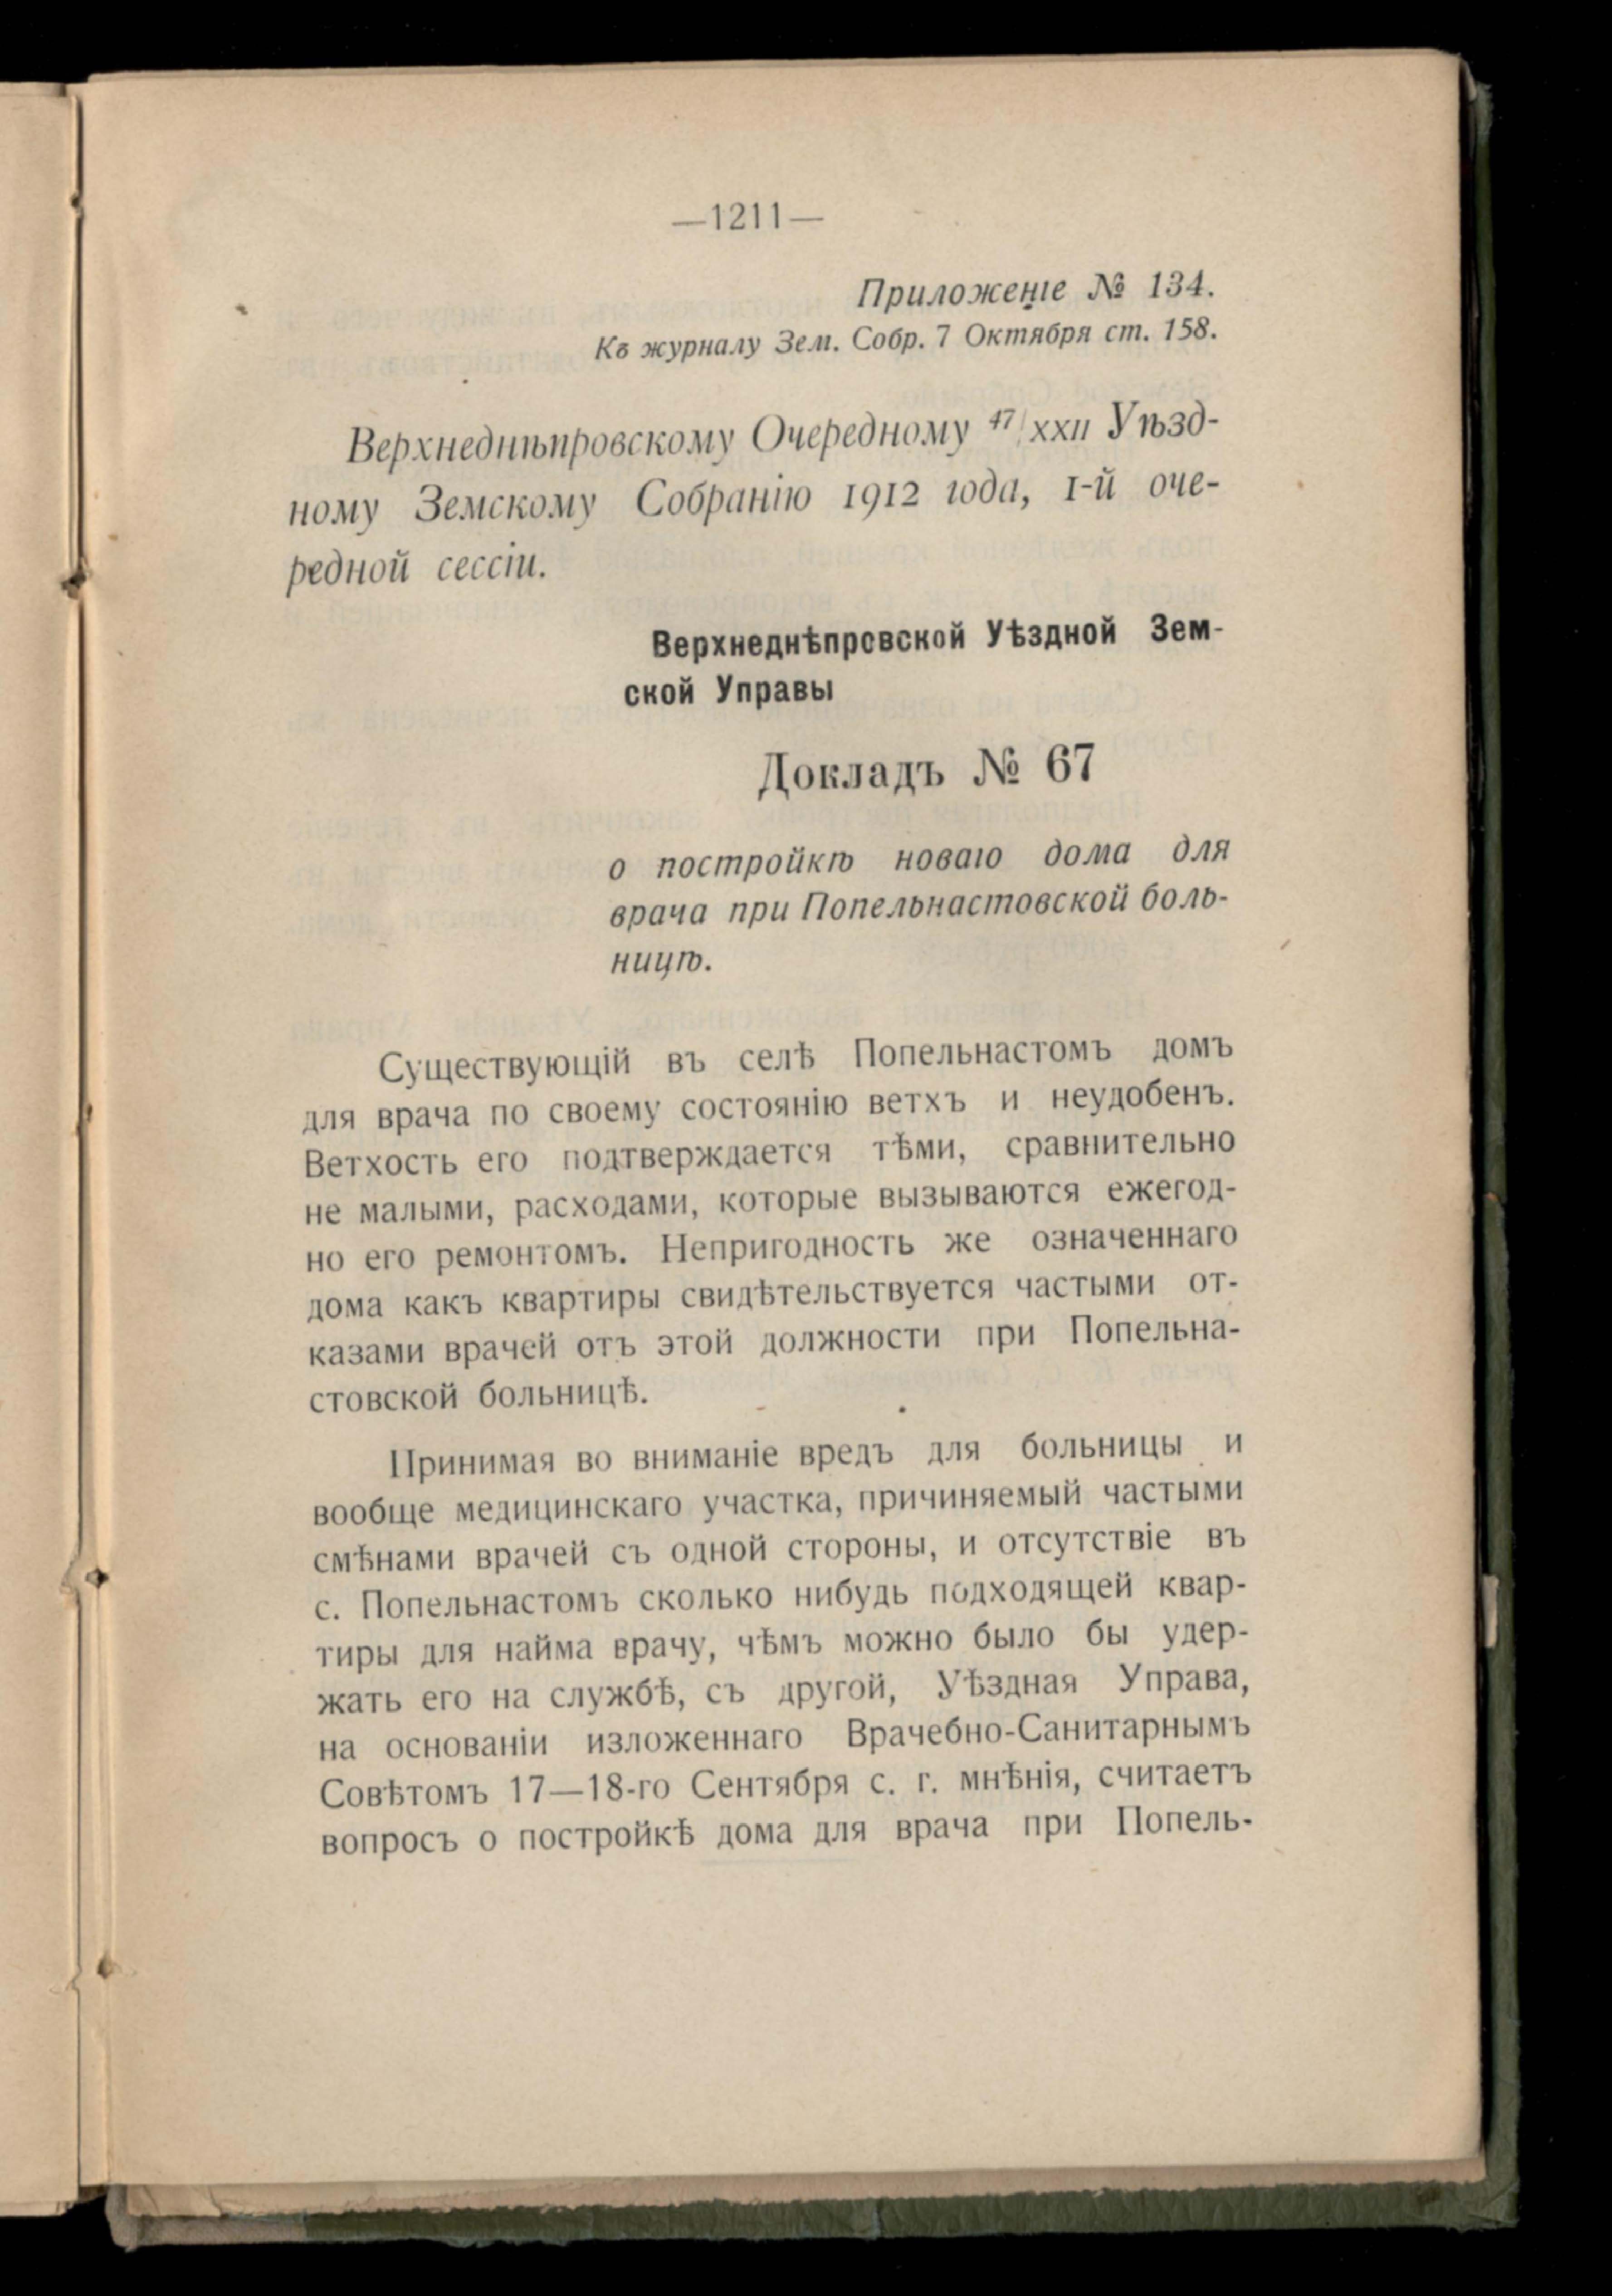 —1211—
Приложеніе № 134.
Къ журналу Зем. Собр. 7 Октября ст. 158.
Верхнеднѣпровскому Очередному 47/XXII Уѣзд-
ному Земскому Собранію 1912 года, 1-й оче-
редной сессіи.
Верхнеднѣпровской Уѣздной Зем-
ской Управы
Докладъ № 67
о постройкѣ новаго дома для
врача при Попельнастовской боль-
ницѣ.
Существующій въ селѣ Попельнастомъ домъ
для врача по своему состоянію ветхъ и неудобенъ.
Ветхость его подтверждается тѣми, сравнительно
не малыми, расходами, которые вызываются ежегод-
но его ремонтомъ. Непригодность же означеннаго
дома какъ квартиры свидѣтельствуется частыми от-
казами врачей отъ этой должности при Попельна-
стовской больницѣ.
Принимая во вниманіе вредъ для больницы и
вообще медицинскаго участка, причиняемый частыми
смѣнами врачей съ одной стороны, и отсутствіе въ
с. Попельнастомъ сколько нибудь подходящей квар-
тиры для найма врачу, чѣмъ можно было бы удер-
жать его на службѣ, съ другой, Уѣздная Управа,
на основаніи изложеннаго Врачебно-Санитарнымъ
Совѣтомъ 17—18-го Сентября с. г. мнѣнія, считаетъ
вопросъ о постройкѣ дома для врача при Попель-